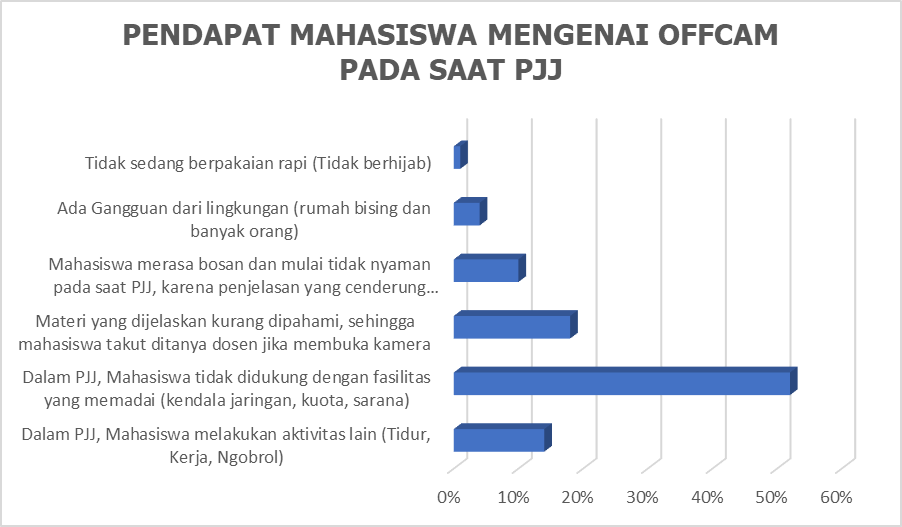 PENDAPAT MAHASISWA MENGENAI OFFCAM
PADA SAAT PJJ
Tidak sedang berpakaian rapi (Tidak berhijab)
Ada Gangguan dari lingkungan (rumah bising dan
banyak orang)
Mahasiswa merasa bosan dan mulai tidak nyaman
pada saat PJJ, karena penjelasan yang cenderung…
Materi yang dijelaskan kurang dipahami, sehingga
mahasiswa takut ditanya dosen jika membuka kamera
Dalam PJJ, Mahasiswa tidak didukung dengan fasilitas
yang memadai (kendala jaringan, kuota, sarana)
Dalam PJJ, Mahasiswa melakukan aktivitas lain (Tidur,
Kerja, Ngobrol)
0% 10% 20% 30% 40% 50% 60%